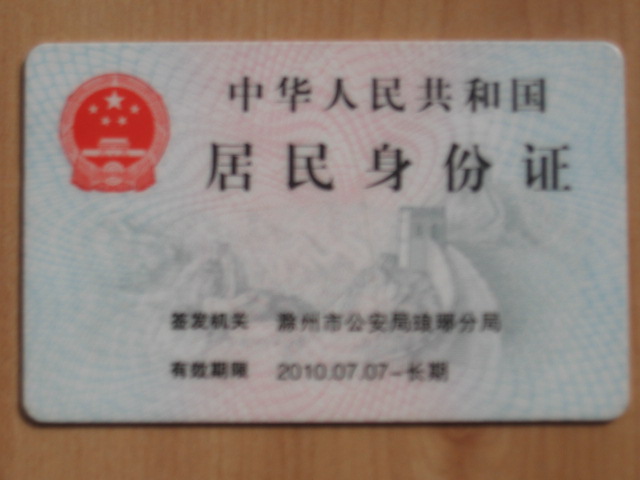 中华人民共和国
居民身份证
签发机关 滁州市公安局琅琊分局
有效期限 2010.07.07-长期